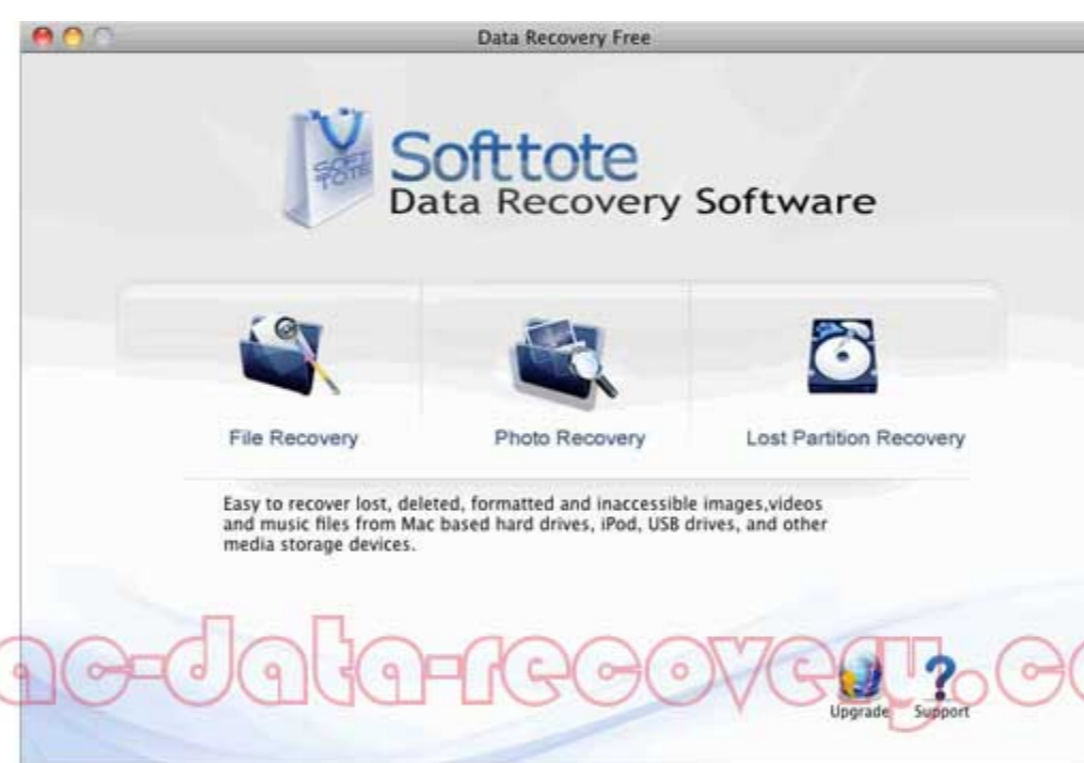 Data Recovery Free
SOFT
TOTE
Softtote
Data Recovery Software
File Recovery
Photo Recovery
Lost Partition Recovery
Easy to recover lost, deleted, formatted and inaccessible images,videos
and music files from Mac based hard drives, iPod, USB drives, and other
media storage devices.
ac-data-recovery.co
Upgrade
Support